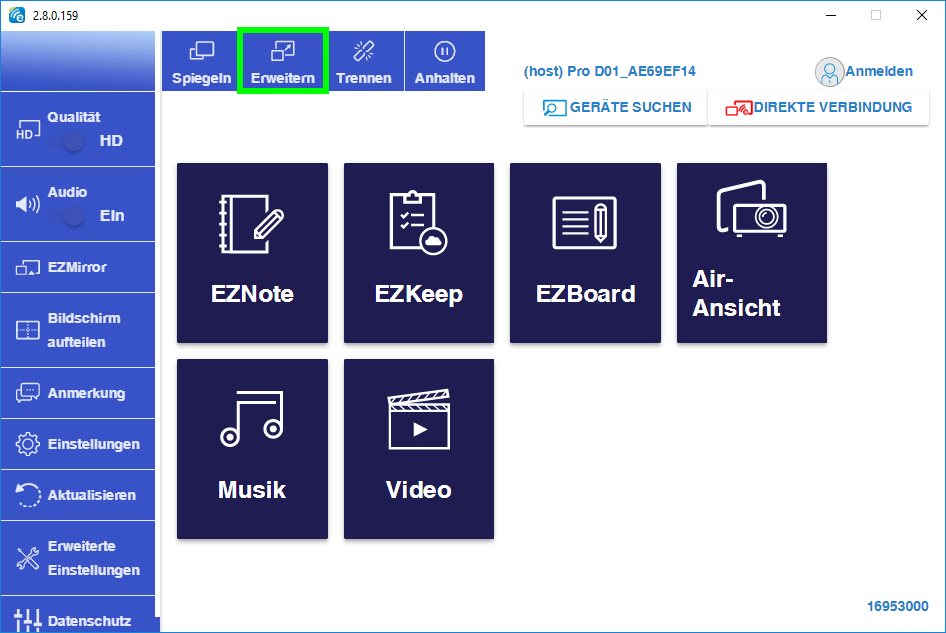 2.8.0.159
Spiegeln
Erweitern
Trennen
Anhalten
(host) Pro D01_AE69EF14
Anmelden
GERÄTE SUCHEN
DIREKTE VERBINDUNG
Qualität
HD
HD
Audio
EIn
EZMirror
Bildschirm
aufteilen
Anmerkung
Einstellungen
Aktualisieren
Erweiterte
Einstellungen
Datenschutz
EZNote
EZKeep
EZBoard
Air-
Ansicht
Musik
Video
16953000